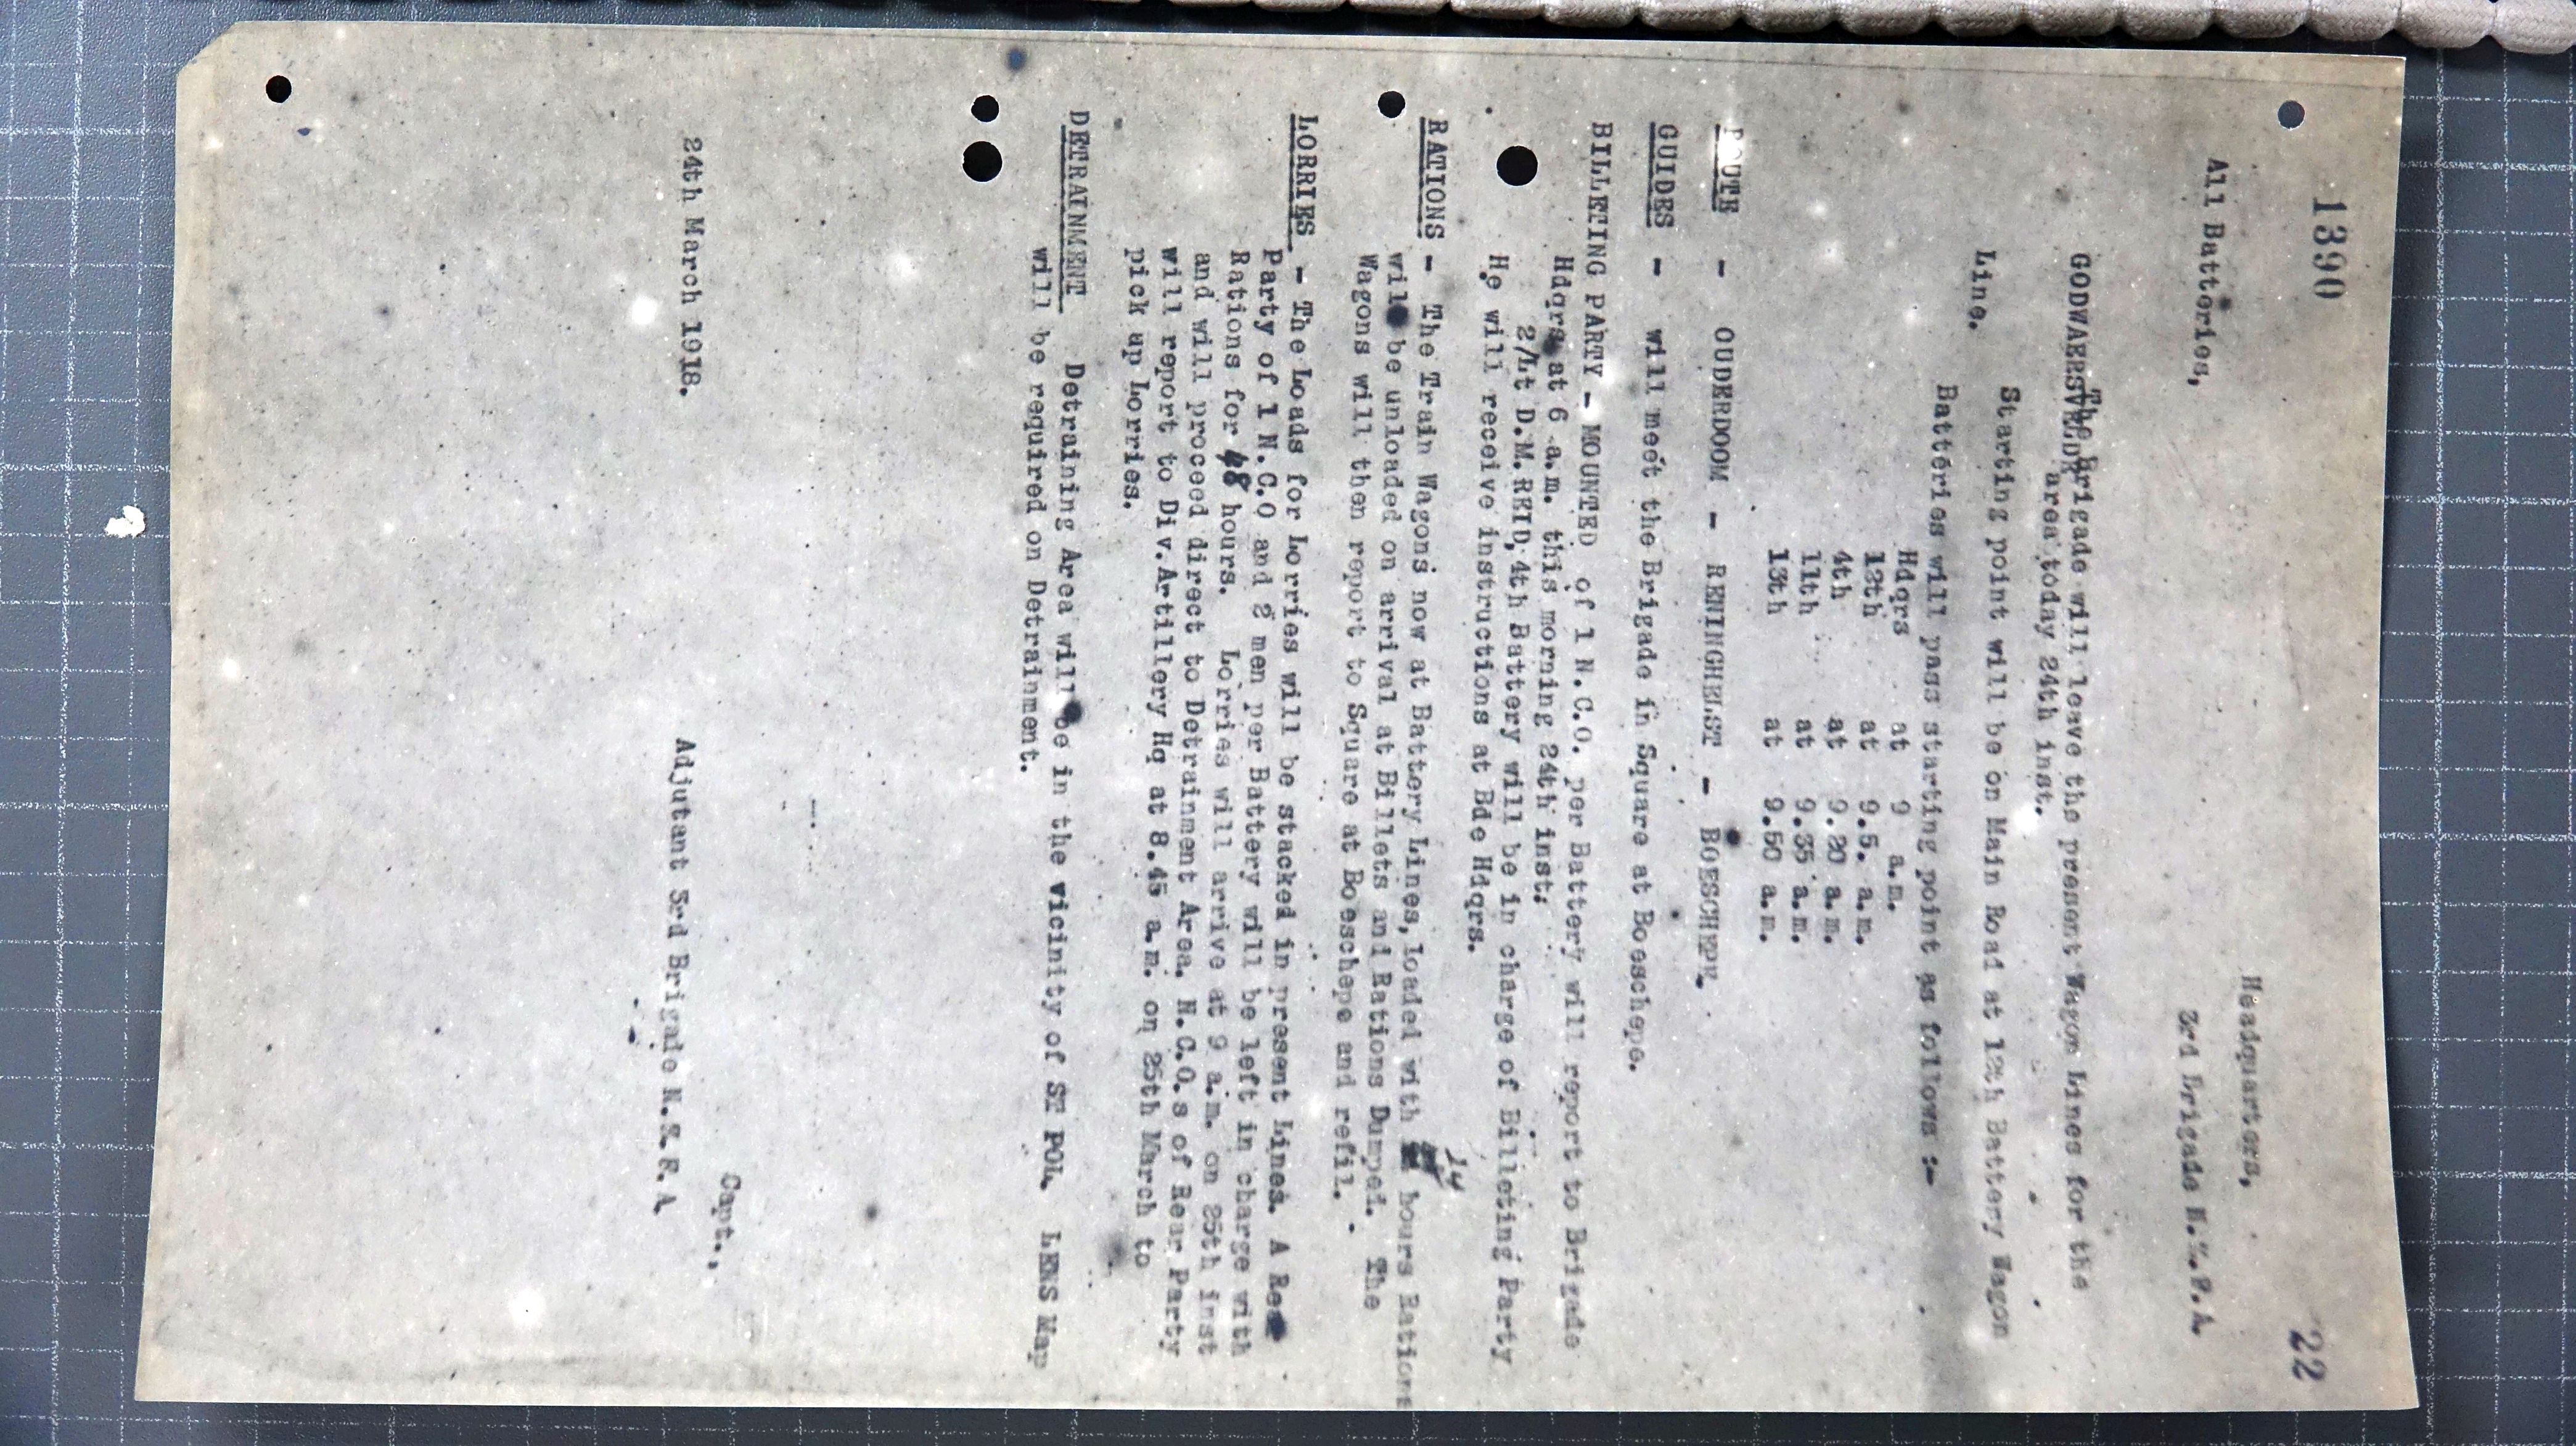 1390
22
Headquarters,
3rd Brigade N.Z.F.A.
All Batteries,
The Brigade will leave the present Wagon Lines for the
GODWAERSVELDE area today 24th inst.
Starting point will be on Main Road at 12th Battery Wagon
Line.
Batteries will pass starting point as follows :-
Hdqrs at 9 a.m.
12th at 9.5. a.m.
4th at 9.20 a.m.
11th at 9.35 a.m.
13th at 9.50 a.m.
ROUTE - OUDERDOOM - RENINGHELST - BOESCHEPE.
GUIDES - will meet the Brigade in Square at Boeschepe.
BILLETING PARTY - MOUNTED of 1 N.C.O. per Battery will report to Brigade
Hdqrs at 6 a.m. this morning 24th inst.
2/Lt D.M.REID, 4th Battery will be in charge of Billeting Party
He will receive instructions at Bde Hdqrs.
RATIONS - The Train Wagons now at Battery Lines, loaded with 14 hours Rations
will be unloaded on arrival at Billets and Rations Dumped. The
Wagons will then report to Square at Boeschepe and refil.
LORRIES - The Loads for Lorries will be stacked in present Lines. A Rear
Party of 1 N.C.O and 2 men per Battery will be left in charge with
Rations for 48 hours. Lorries will arrive at 9 a.m. on 25th inst
and will proceed direct to Detrainment Area. N.C.O.s of Rear Party
will report to Div.Artillery Hq at 8.45 a.m. on 25th March to
pick up Lorries.
DETRAINMENT Detraining Area will be in the vicinity of ST POL. LENS Map
will be required on Detrainment.
Capt.,
24th March 1918. Adjutant 3rd Brigade N.Z.F.A